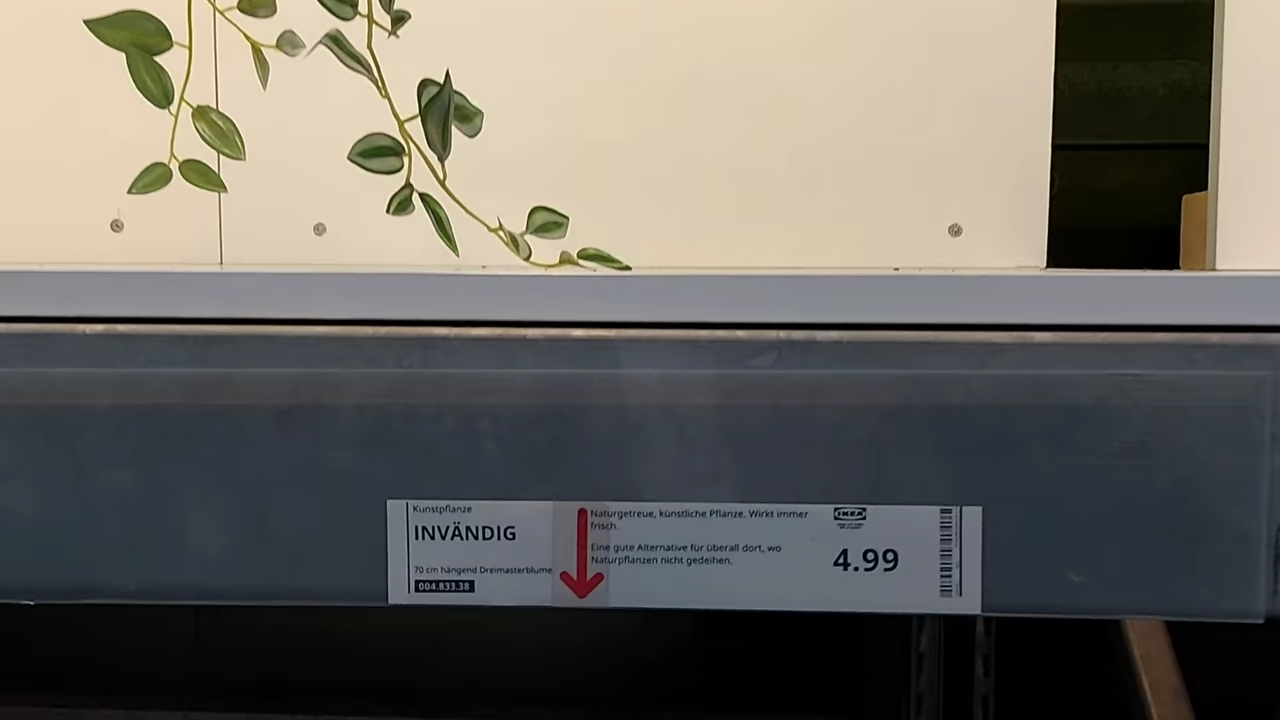 Kunstpflanze
INVÄNDIG
70 cm hängend Dreimasterblume
004.833.38
Naturgetreue, künstliche Pflanze. Wirkt immer
frisch.
Eine gute Alternative für überall dort, wo
Naturpflanzen nicht gedeihen.
IKEA
4.99